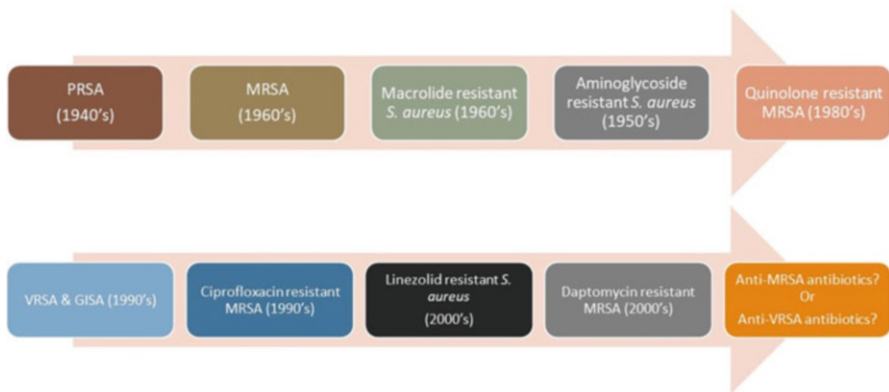 PRSA
(1940's)
MRSA
(1960's)
Macrolide resistant
S. aureus (1960's)
Aminoglycoside
resistant S. aureus
(1950's)
Quinolone resistant
MRSA (1980's)
VRSA & GISA (1990's)
Ciprofloxacin resistant
MRSA (1990's)
Linezolid resistant S.
aureus
(2000's)
Daptomycin resistant
MRSA (2000's)
Anti-MRSA antibiotics?
Or
Anti-VRSA antibiotics?